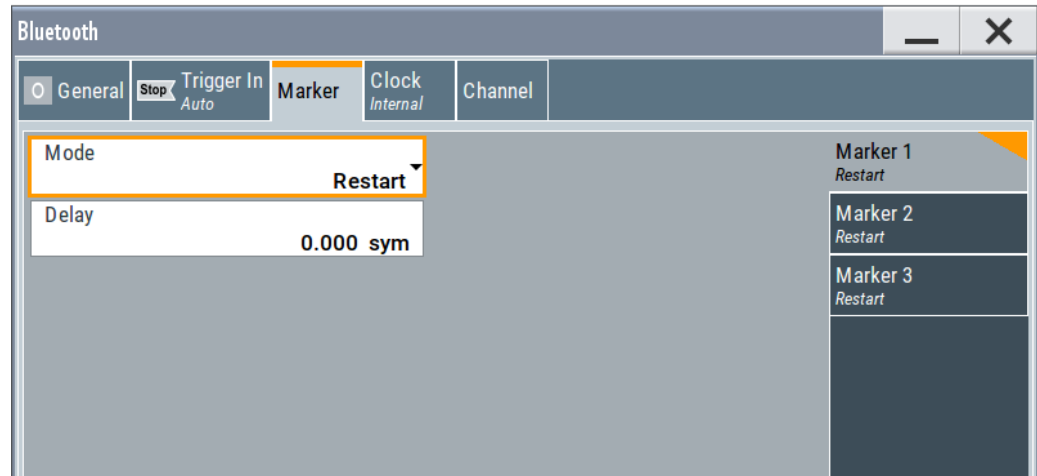 Bluetooth
O General
Stop Trigger In
Auto
Marker
Clock
Internal
Channel
Mode
Restart
Delay
0.000 sym
Marker 1
Restart
Marker 2
Restart
Marker 3
Restart